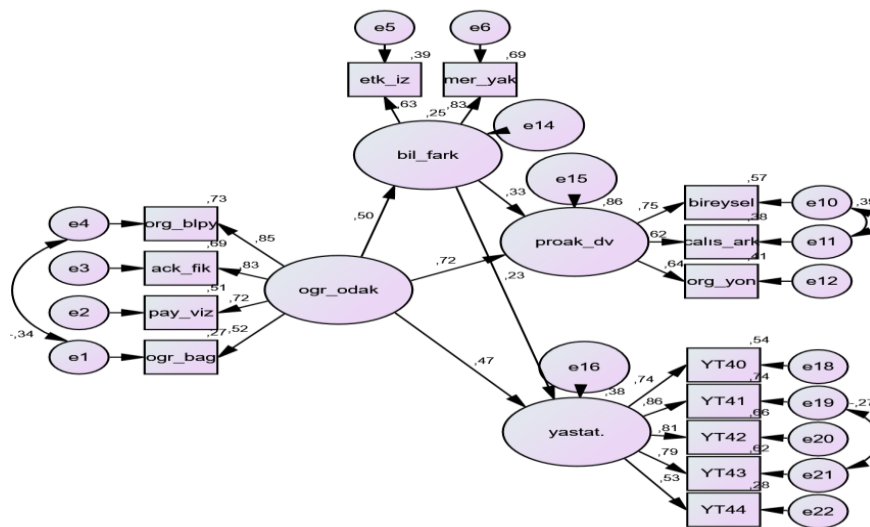 e5
e6
,39
,69
etk_iz
mer_yak
,63
,83
,25
e14
bil_fark
e15
,33
,57
,73
,86
,75
bireysel
e10
,39
e4
org_blpy
,50
,38
,85
proak_dv
,62
calıs_ark
e11
,69
,72
,41
e3
ack_fik
,83
,23
,64
org_yon
e12
,51
ogr_odak
e2
pay_viz
,72
-,34
,27
,52
,47
,54
e1
ogr_bag
e16
YT40
e18
,74
,74
,38
YT41
e19
-,27
,86
,66
yastat.
,81
YT42
e20
,62
,79
YT43
e21
,28
,53
YT44
e22